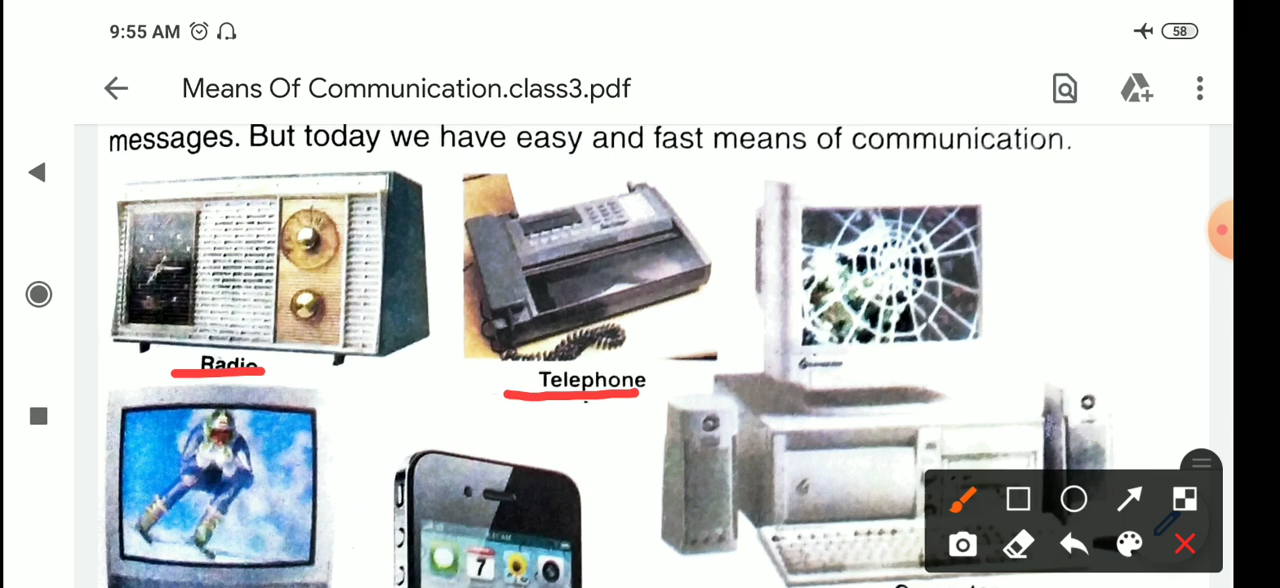 9:55 AM 58
Means Of Communication.class3.pdf
messages. But today we have easy and fast means of communication.
Radio
Telephone
7